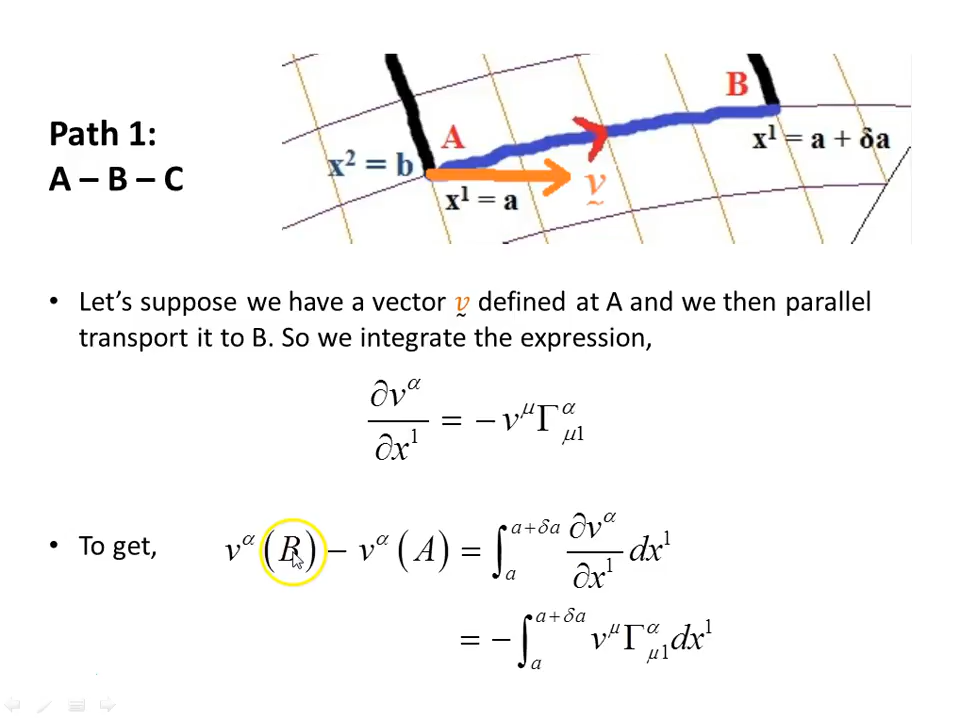 Path 1:
A – B – C
A
B
x² = b
x¹ = a
x¹ = a + δa
v
• Let's suppose we have a vector v defined at A and we then parallel
transport it to B. So we integrate the expression,
∂v^α/∂x¹ = − v^μ Γ^α_μ1
• To get, v^α (B) − v^α (A) = ∫_a^{a+δa} ∂v^α/∂x¹ dx¹
= − ∫_a^{a+δa} v^μ Γ^α_μ1 dx¹